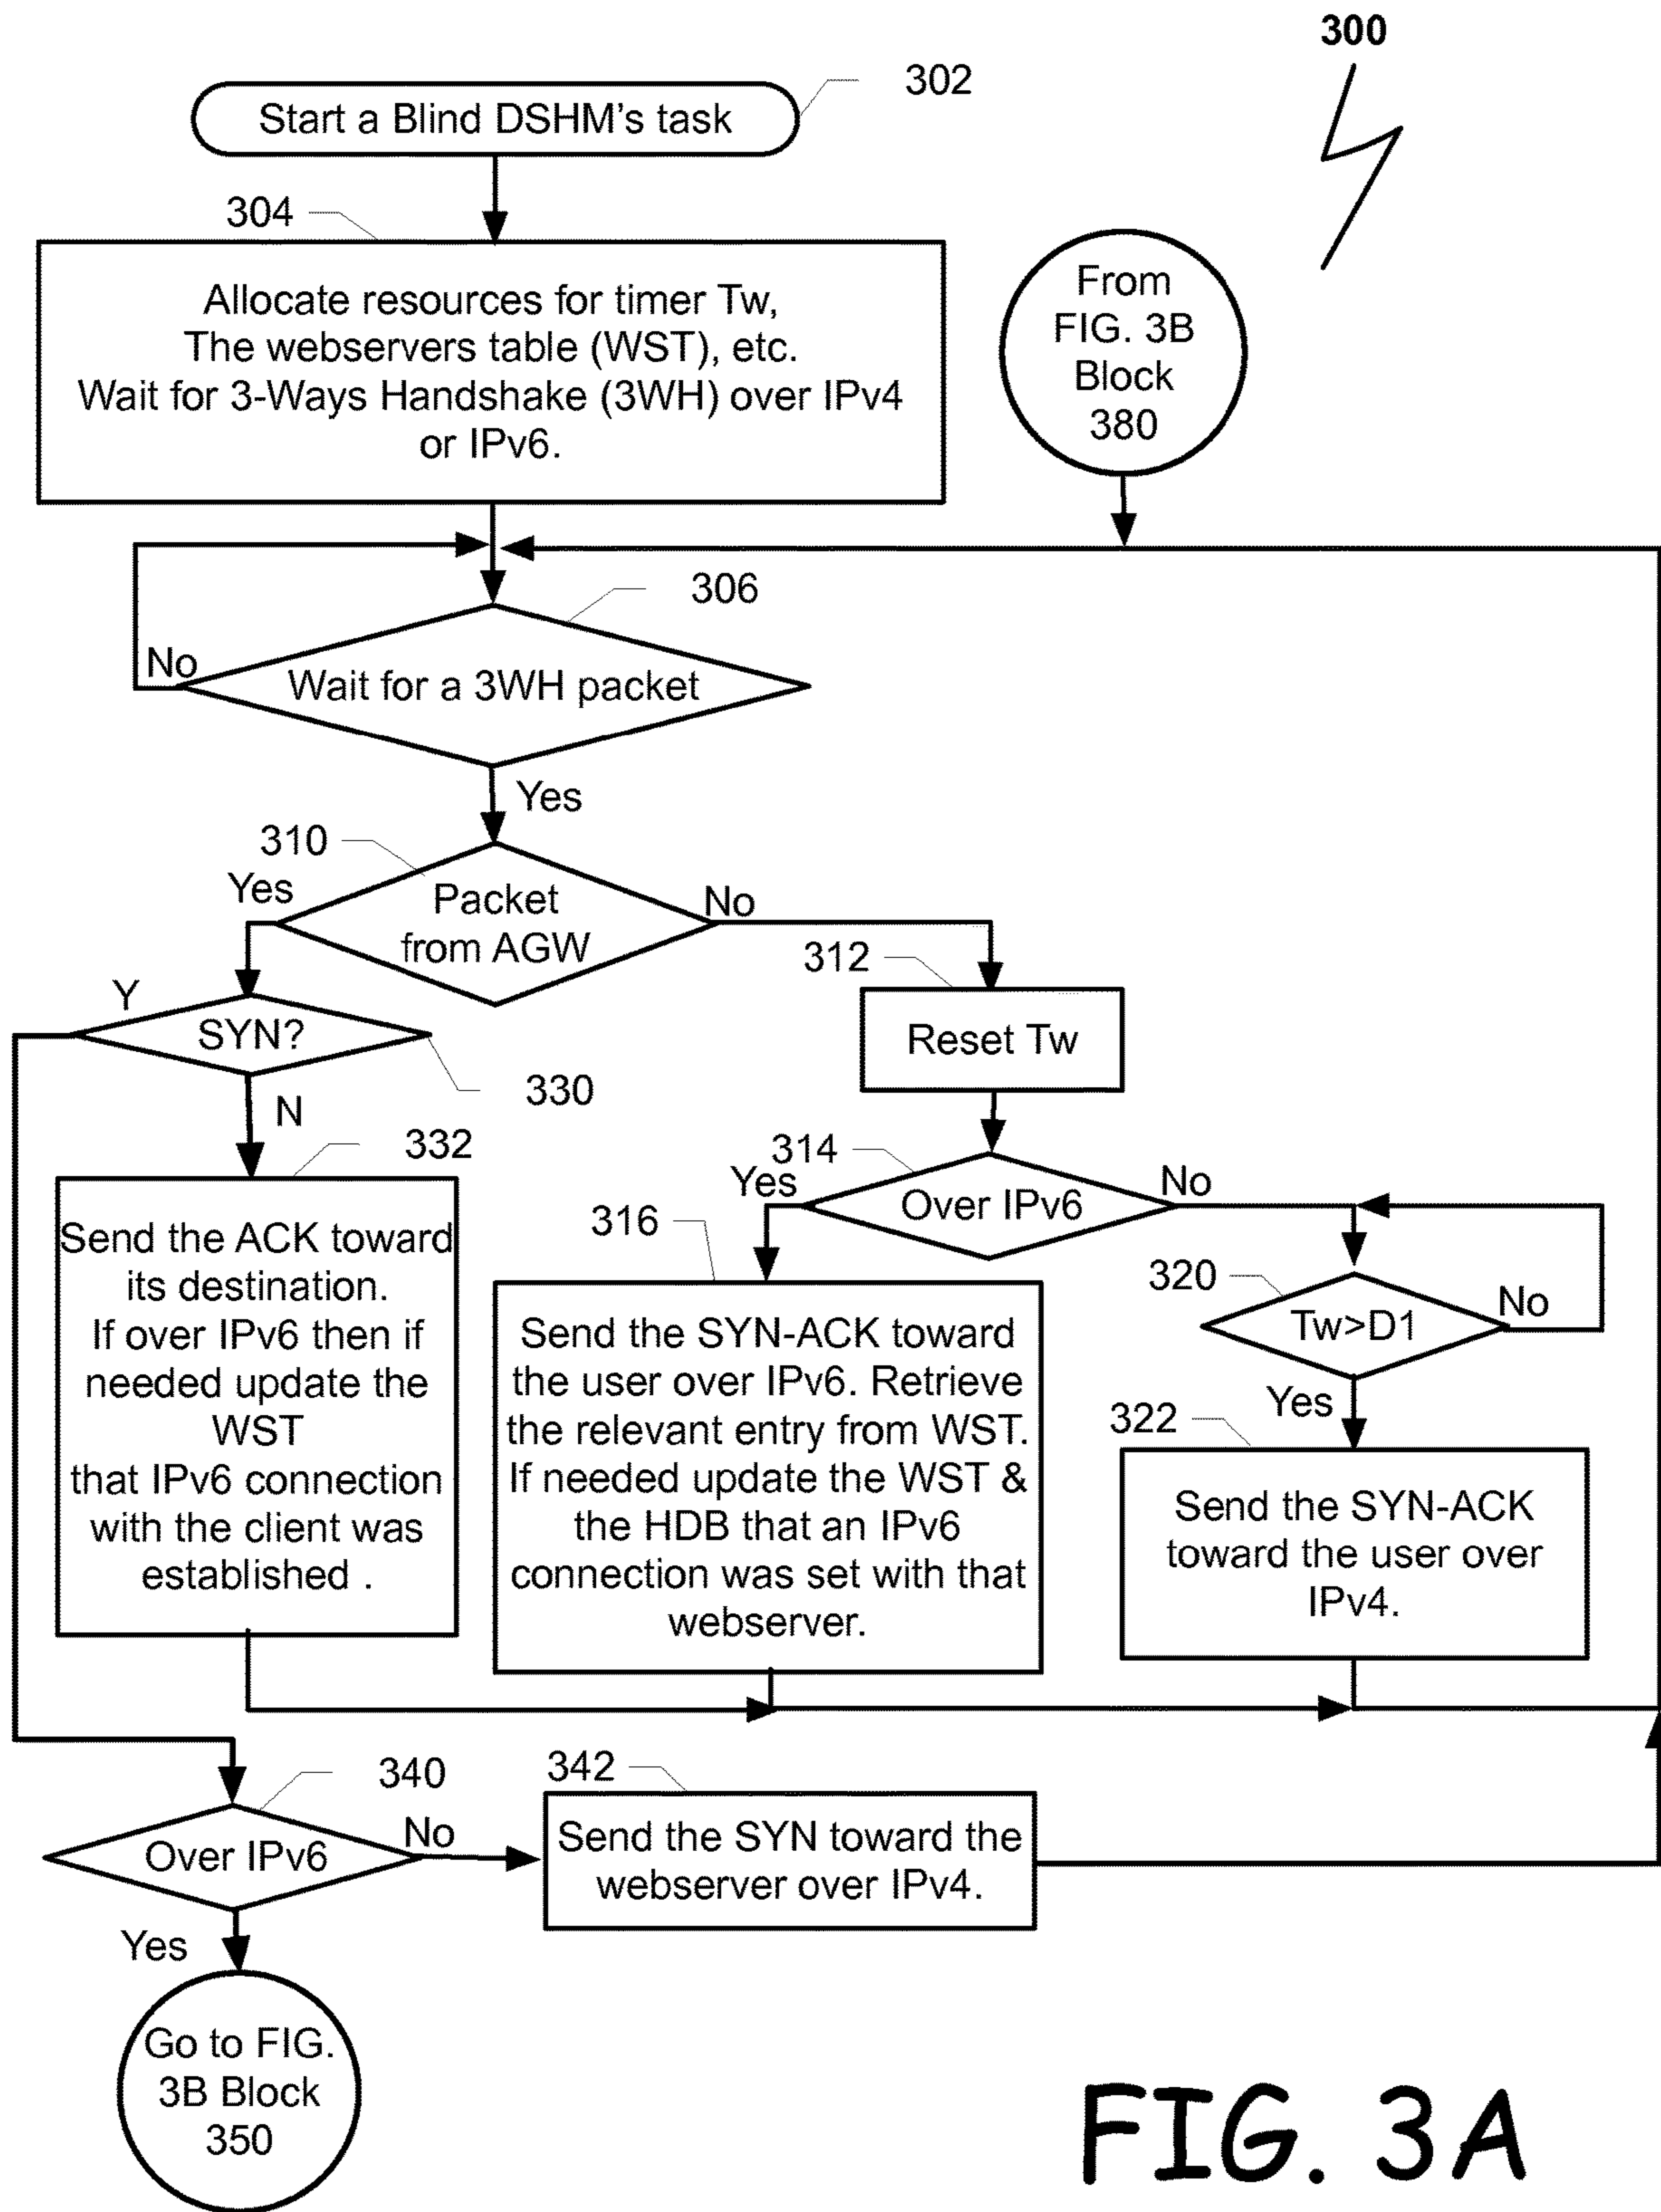 300
302
Start a Blind DSHM's task
304
Allocate resources for timer Tw,
The webservers table (WST), etc.
Wait for 3-Ways Handshake (3WH) over IPv4
or IPv6.
From
FIG. 3B
Block
380
306
No
Wait for a 3WH packet
Yes
310
Yes
Packet
from AGW
No
312
Reset Tw
Y
SYN?
330
N
314
Yes
Over IPv6
No
332
Send the ACK toward
its destination.
If over IPv6 then if
needed update the
WST
that IPv6 connection
with the client was
established .
316
Send the SYN-ACK toward
the user over IPv6. Retrieve
the relevant entry from WST.
If needed update the WST &
the HDB that an IPv6
connection was set with that
webserver.
320
Tw>D1
No
Yes
322
Send the SYN-ACK
toward the user over
IPv4.
340
Over IPv6
No
342
Send the SYN toward the
webserver over IPv4.
Yes
Go to FIG.
3B Block
350
FIG. 3A